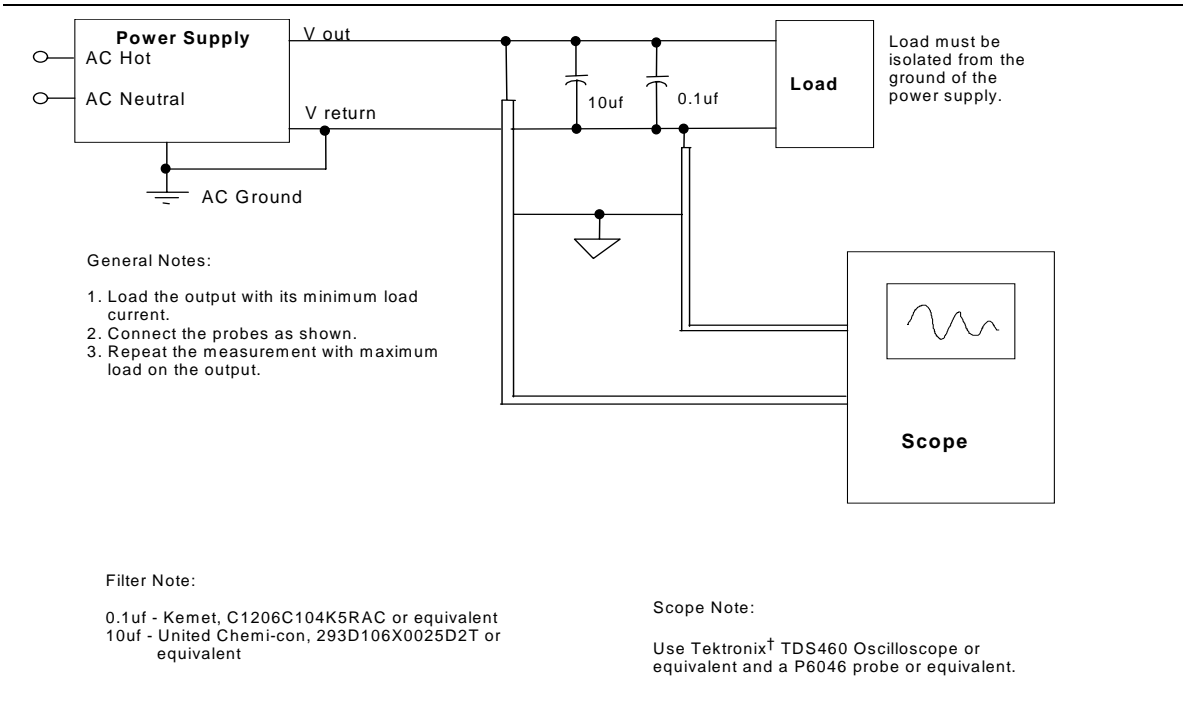 Power Supply
AC Hot
AC Neutral
V out
V return
AC Ground
10uf
0.1uf
Load
Load must be
isolated from the
ground of the
power supply.
General Notes:
1. Load the output with its minimum load
current.
2. Connect the probes as shown.
3. Repeat the measurement with maximum
load on the output.
Scope
Filter Note:
0.1uf - Kemet, C1206C104K5RAC or equivalent
10uf - United Chemi-con, 293D106X0025D2T or
equivalent
Scope Note:
Use Tektronix† TDS460 Oscilloscope or
equivalent and a P6046 probe or equivalent.